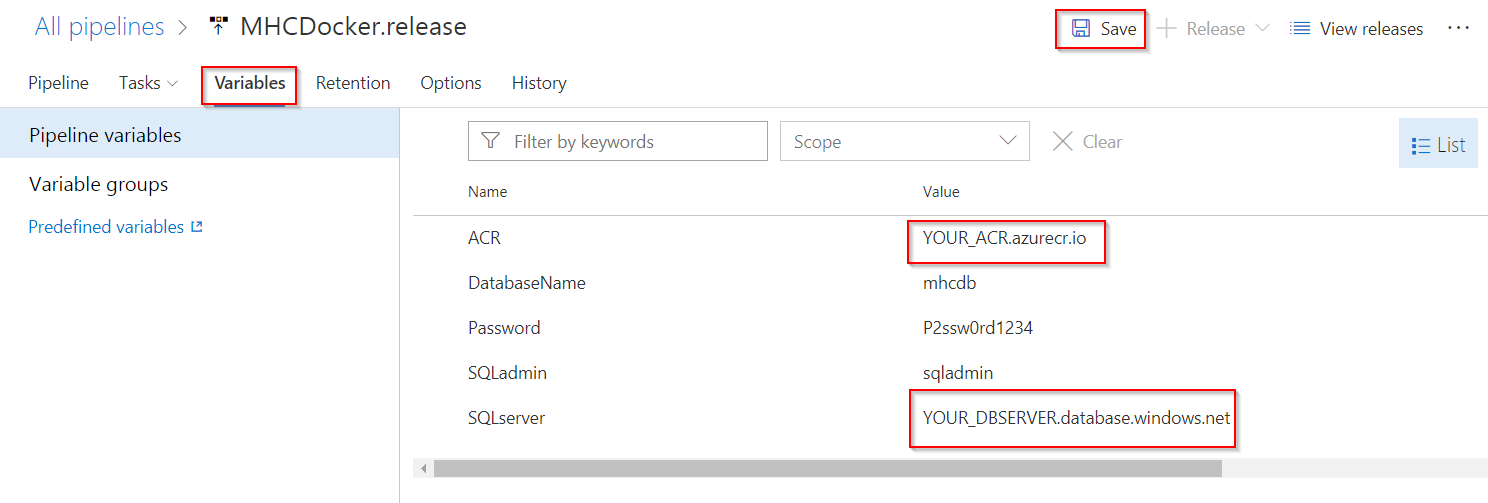 All pipelines > MHCDocker.release
Save + Release View releases ...
Pipeline Tasks Variables Retention Options History
Pipeline variables
Variable groups
Predefined variables
Filter by keywords Scope Clear List
Name Value
ACR YOUR_ACR.azurecr.io
DatabaseName mhcdb
Password P2ssw0rd1234
SQLadmin sqladmin
SQLserver YOUR_DBSERVER.database.windows.net